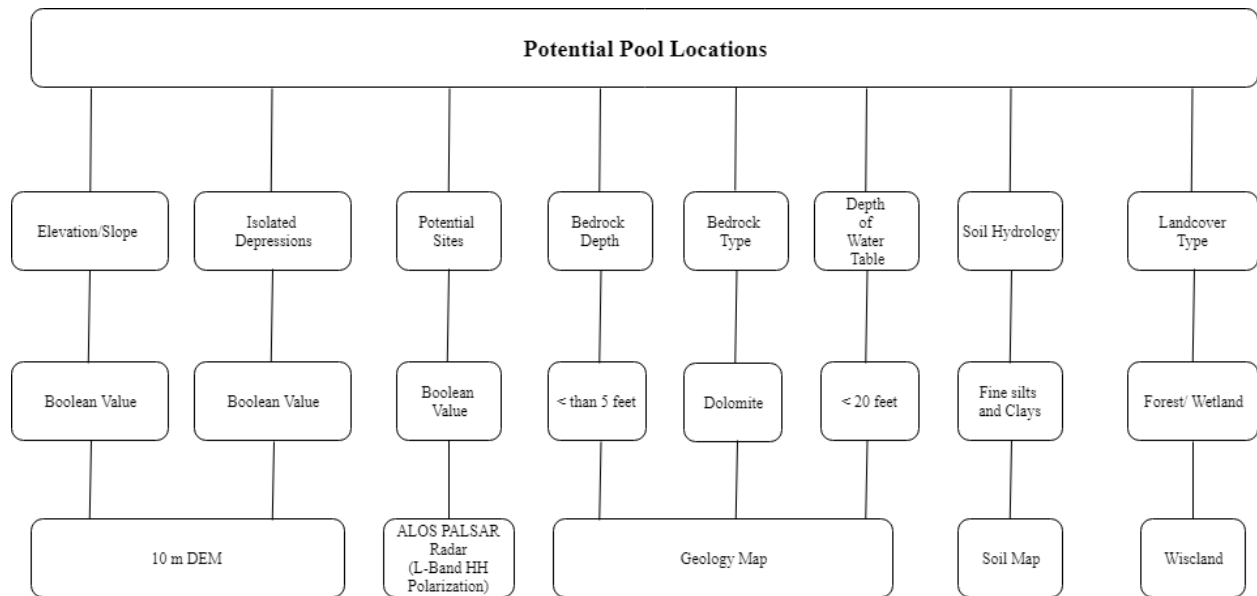 Potential Pool Locations
Elevation/Slope
Isolated
Depressions
Potential
Sites
Bedrock
Depth
Bedrock
Type
Depth
of
Water
Table
Soil Hydrology
Landcover
Type
Boolean Value
Boolean Value
Boolean
Value
< than 5 feet
Dolomite
< 20 feet
Fine silts
and Clays
Forest/ Wetland
10 m DEM
ALOS PALSAR
Radar
(L-Band HH
Polarization)
Geology Map
Soil Map
Wiscland